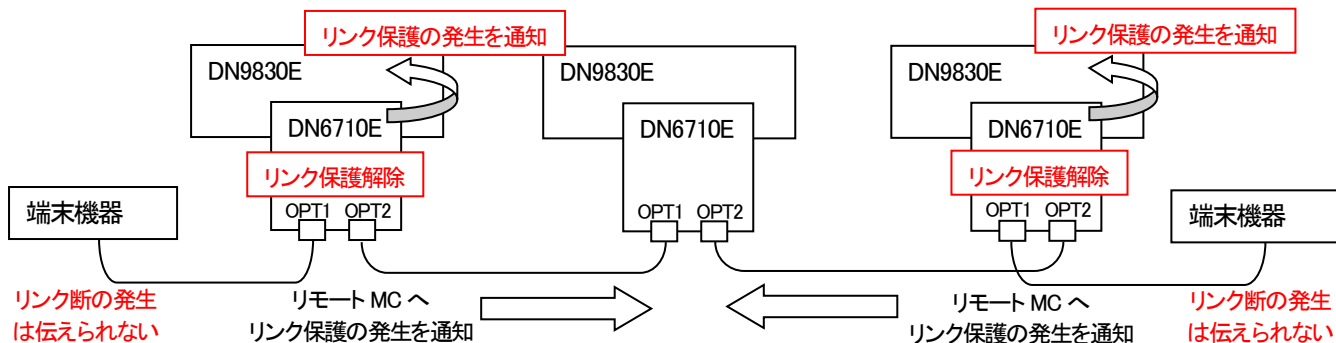 リンク保護の発生を通知
DN9830E
DN6710E
リンク保護解除
OPT1 OPT2
端末機器
リンク断の発生
は伝えられない
リモート MC へ
リンク保護の発生を通知
DN9830E
DN6710E
OPT1 OPT2
リンク保護の発生を通知
DN9830E
DN6710E
リンク保護解除
OPT1 OPT2
端末機器
リモート MC へ
リンク保護の発生を通知
リンク断の発生
は伝えられない